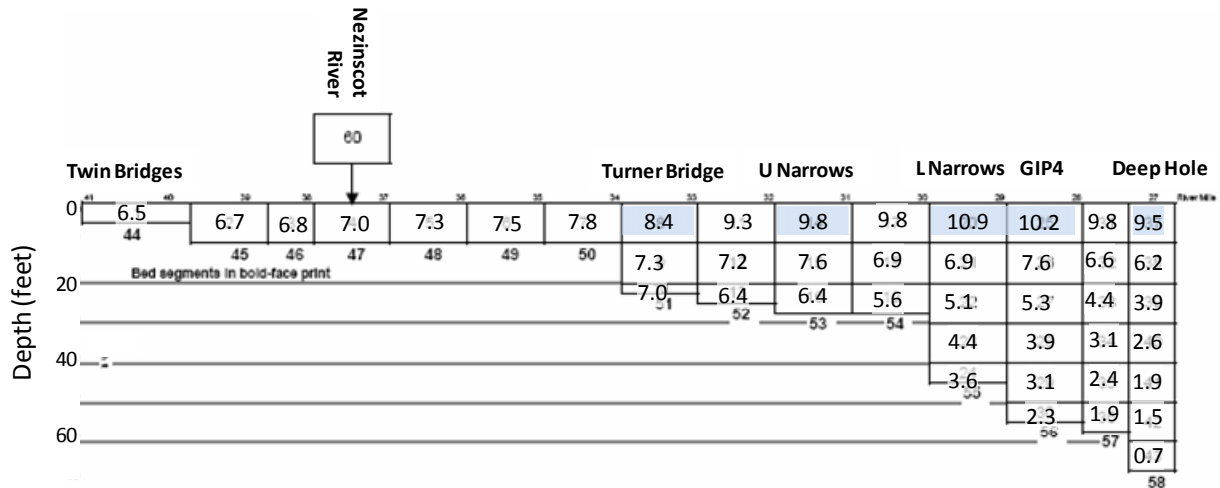 Nezinscot
River
60
Twin Bridges
Turner Bridge
U Narrows
L Narrows
GIP4
Deep Hole
41 40 39 38 37 36 35 34 33 32 31 30 29 28 27 River Mile
Depth (feet)
0
6.5 6.7 6.8 7.0 7.3 7.5 7.8 8.4 9.3 9.8 9.8 10.9 10.2 9.8 9.5
44
45 46 47 48 49 50
Bed segments in bold-face print
7.3 7.2 7.6 6.9 6.9 7.6 6.6 6.2
20
7.0 6.4 6.4 5.6 5.1 5.3 4.4 3.9
51 52 53 54
4.4 3.9 3.1 2.6
40
3.6 3.1 2.4 1.9
55
2.3 1.9 1.5
56 57
60
0.7
58